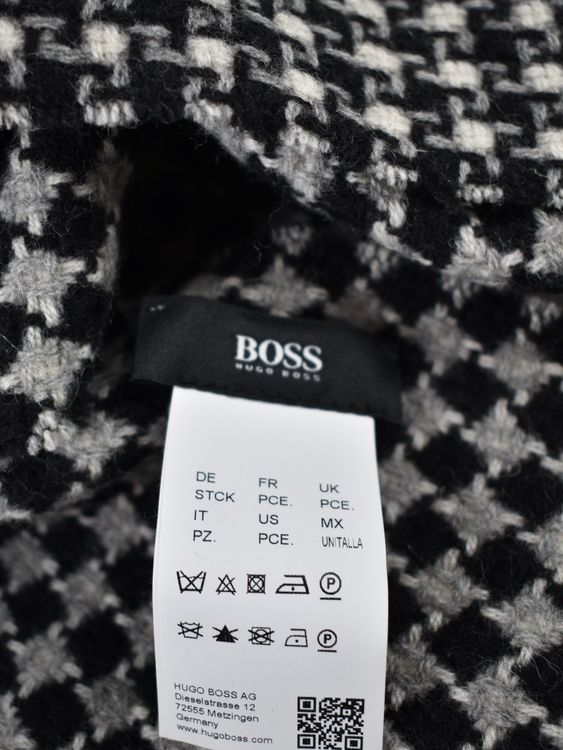 BOSS
HUGO BOSS
DE FR UK
STCK PCE. PCE.
IT US MX
PZ. PCE. UNITALLA
P
P
HUGO BOSS AG
Dieselstrasse 12
72555 Metzingen
Germany
www.hugoboss.com